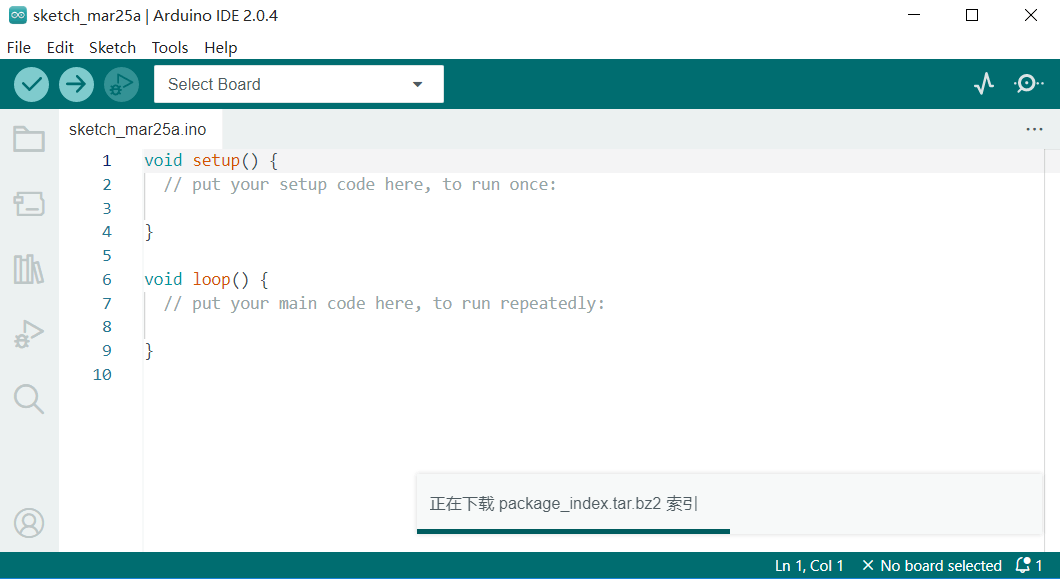 sketch_mar25a | Arduino IDE 2.0.4
File Edit Sketch Tools Help
Select Board
sketch_mar25a.ino
1 void setup() {
2 // put your setup code here, to run once:
3
4 }
5
6 void loop() {
7 // put your main code here, to run repeatedly:
8
9 }
10
正在下载 package_index.tar.bz2 索引
Ln 1, Col 1 No board selected 1